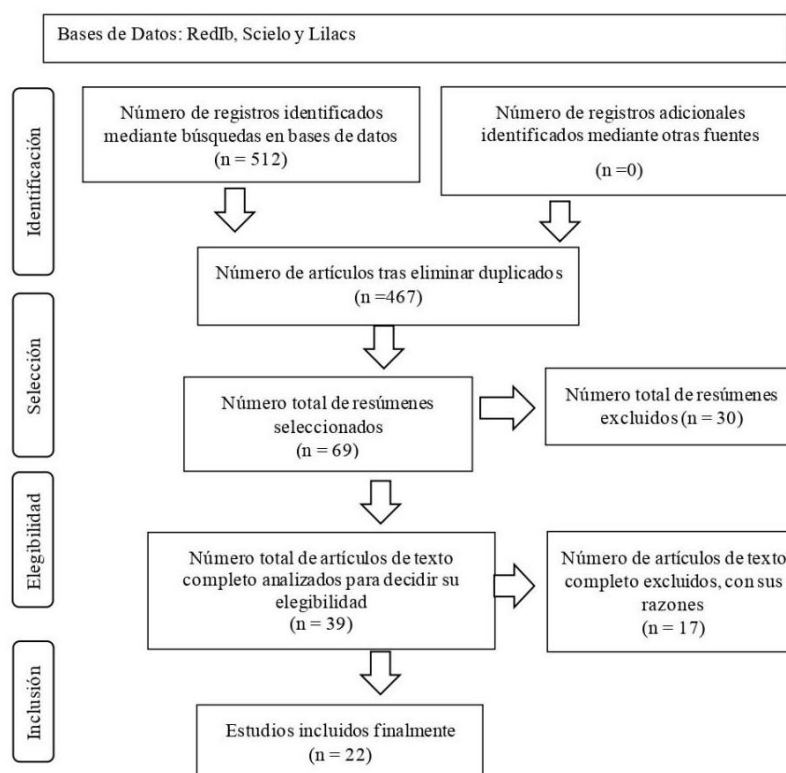 Bases de Datos: RedIb, Scielo y Lilacs
Identificación
Número de registros identificados
mediante búsquedas en bases de datos
(n = 512)
Número de registros adicionales
identificados mediante otras fuentes
(n =0)
Número de artículos tras eliminar duplicados
(n =467)
Selección
Número total de resúmenes
seleccionados
(n = 69)
Número total de resúmenes
excluidos (n = 30)
Elegibilidad
Número total de artículos de texto
completo analizados para decidir su
elegibilidad
(n = 39)
Número de artículos de texto
completo excluidos, con sus
razones
(n = 17)
Inclusión
Estudios incluidos finalmente
(n = 22)